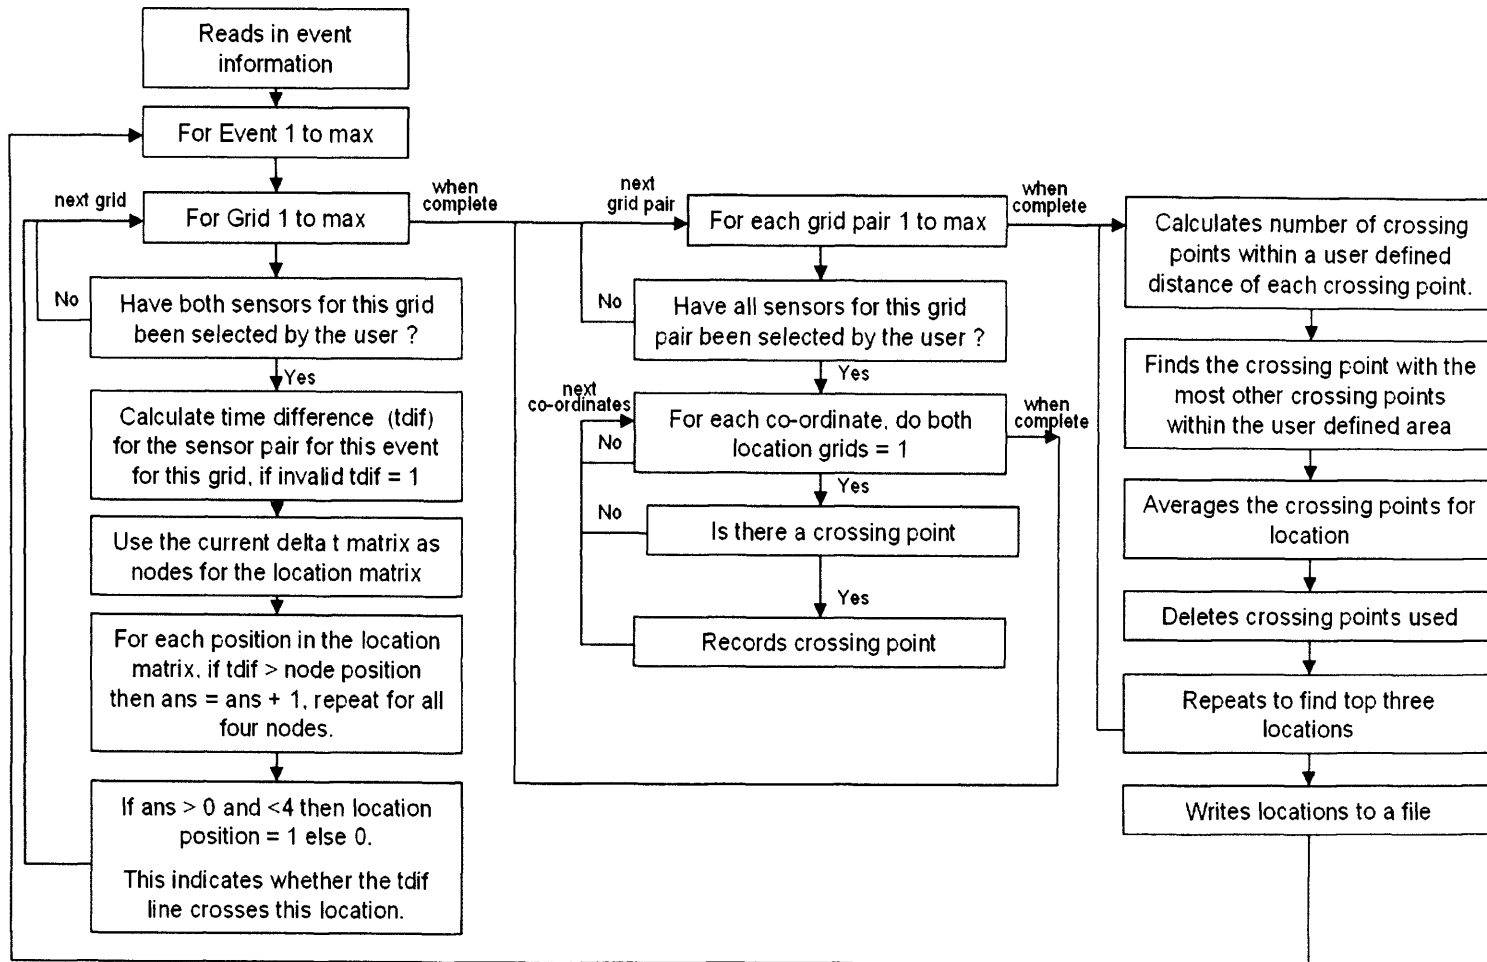 Reads in event
information
For Event 1 to max
next grid
For Grid 1 to max
when
complete
No
Have both sensors for this grid
been selected by the user ?
Yes
Calculate time difference (tdif)
for the sensor pair for this event
for this grid, if invalid tdif = 1
Use the current delta t matrix as
nodes for the location matrix
For each position in the location
matrix, if tdif > node position
then ans = ans + 1, repeat for all
four nodes.
If ans > 0 and <4 then location
position = 1 else 0.
This indicates whether the tdif
line crosses this location.
next
grid pair
For each grid pair 1 to max
when
complete
No
Have all sensors for this grid
pair been selected by the user ?
Yes
next
co-ordinates
For each co-ordinate, do both
location grids = 1
when
complete
No
Yes
No
Is there a crossing point
Yes
Records crossing point
Calculates number of crossing
points within a user defined
distance of each crossing point.
Finds the crossing point with the
most other crossing points
within the user defined area
Averages the crossing points for
location
Deletes crossing points used
Repeats to find top three
locations
Writes locations to a file